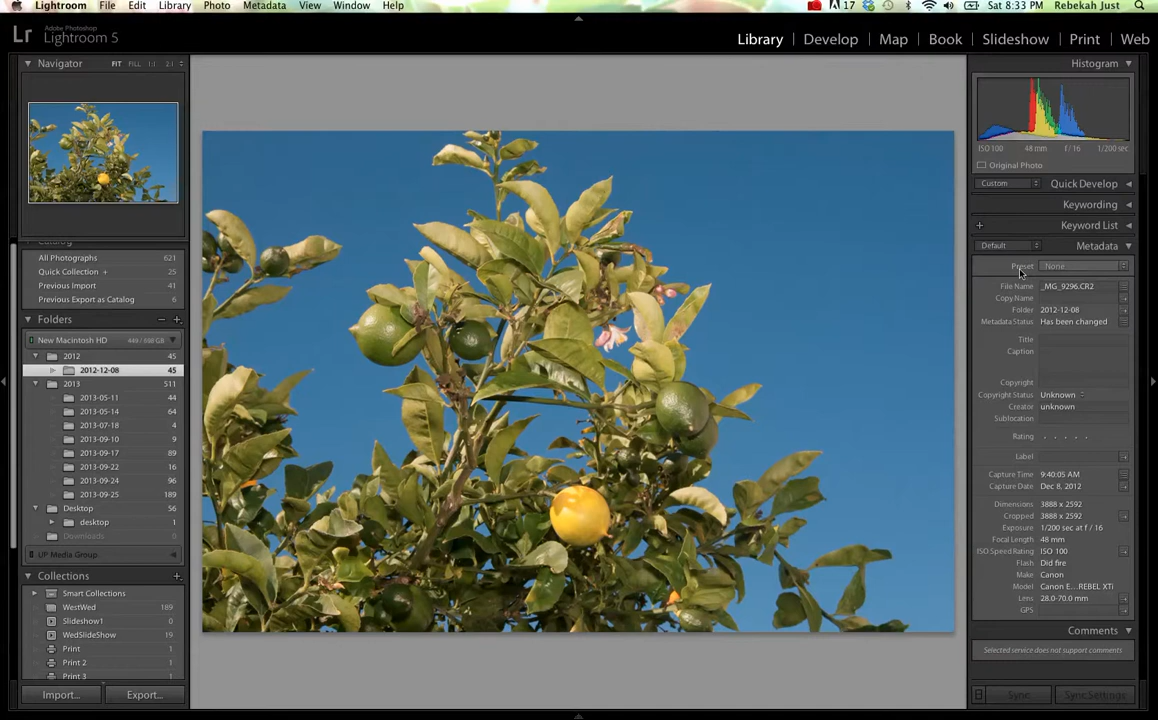 Lightroom File Edit Library Photo Metadata View Window Help 17 Sat 8:33 PM Rebekah Just
Lr Adobe Photoshop
Lightroom 5
Library Develop Map Book Slideshow Print Web
Navigator FIT FILL 1:1 2:1
Catalog
All Photographs 621
Quick Collection + 25
Previous Import 41
Previous Export as Catalog 6
Folders
New Macintosh HD 449 / 868 GB
2012 45
2012-12-08 45
2013 511
2013-05-11 44
2013-05-14 64
2013-07-18 4
2013-09-10 9
2013-09-17 89
2013-09-22 16
2013-09-24 96
2013-09-25 189
Desktop 56
desktop 1
Downloads 8
UP Media Group
Collections
Smart Collections
WestWed 189
Slideshow1 0
WedSlideShow 19
Print 1
Print 2 1
Print 3 1
Import... Export...
Histogram
ISO 100 48 mm f / 16 1/200 sec
Original Photo
Custom Quick Develop
Keywording
Keyword List
Default Metadata
Preset None
File Name _MG_9296.CR2
Copy Name
Folder 2012-12-08
Metadata Status Has been changed
Title
Caption
Copyright
Copyright Status Unknown
Creator unknown
Sublocation
Rating
Label
Capture Time 9:40:05 AM
Capture Date Dec 8, 2012
Dimensions 3888 x 2592
Cropped 3888 x 2592
Exposure 1/200 sec at f / 16
Focal Length 48 mm
ISO Speed Rating ISO 100
Flash Did fire
Make Canon
Model Canon E...REBEL XTi
Lens 28.0-70.0 mm
GPS
Comments
Selected service does not support comments
Sync Sync Settings